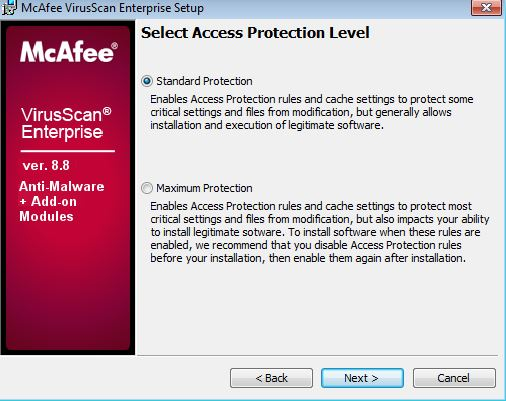 McAfee VirusScan Enterprise Setup
McAfee®
VirusScan®
Enterprise
ver. 8.8
Anti-Malware
+ Add-on
Modules
Select Access Protection Level
Standard Protection
Enables Access Protection rules and cache settings to protect some
critical settings and files from modification, but generally allows
installation and execution of legitimate software.
Maximum Protection
Enables Access Protection rules and cache settings to protect most
critical settings and files from modification, but also impacts your ability
to install legitimate sotware. To install software when these rules are
enabled, we recommend that you disable Access Protection rules
before your installation, then enable them again after installation.
< Back
Next >
Cancel